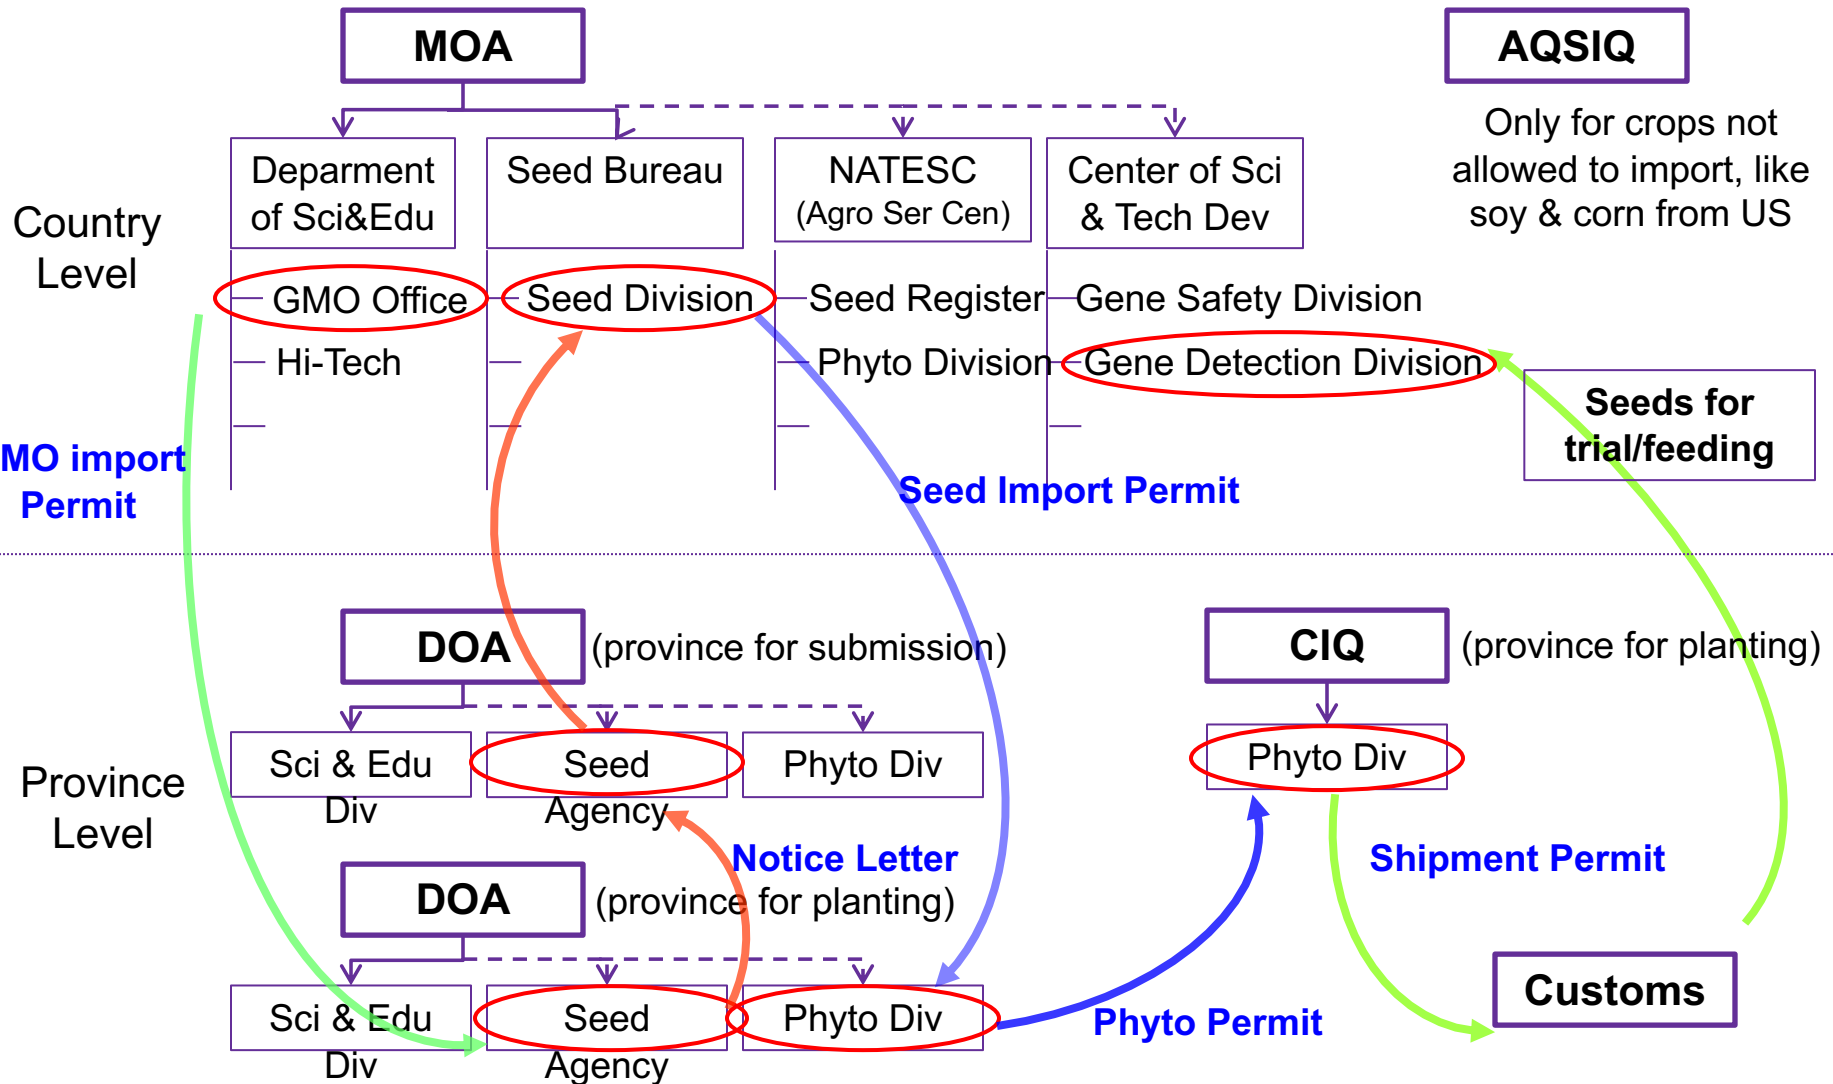 MOA
AQSIQ
Only for crops not
allowed to import, like
soy & corn from US
Deparment
of Sci&Edu
Seed Bureau
NATESC
(Agro Ser Cen)
Center of Sci
& Tech Dev
Country
Level
GMO Office
Seed Division
Seed Register
Gene Safety Division
Hi-Tech
Phyto Division
Gene Detection Division
Seeds for
trial/feeding
MO import
Permit
Seed Import Permit
DOA
(province for submission)
CIQ
(province for planting)
Province
Level
Sci & Edu
Div
Seed
Agency
Phyto Div
Phyto Div
Notice Letter
Shipment Permit
DOA
(province for planting)
Sci & Edu
Div
Seed
Agency
Phyto Div
Phyto Permit
Customs